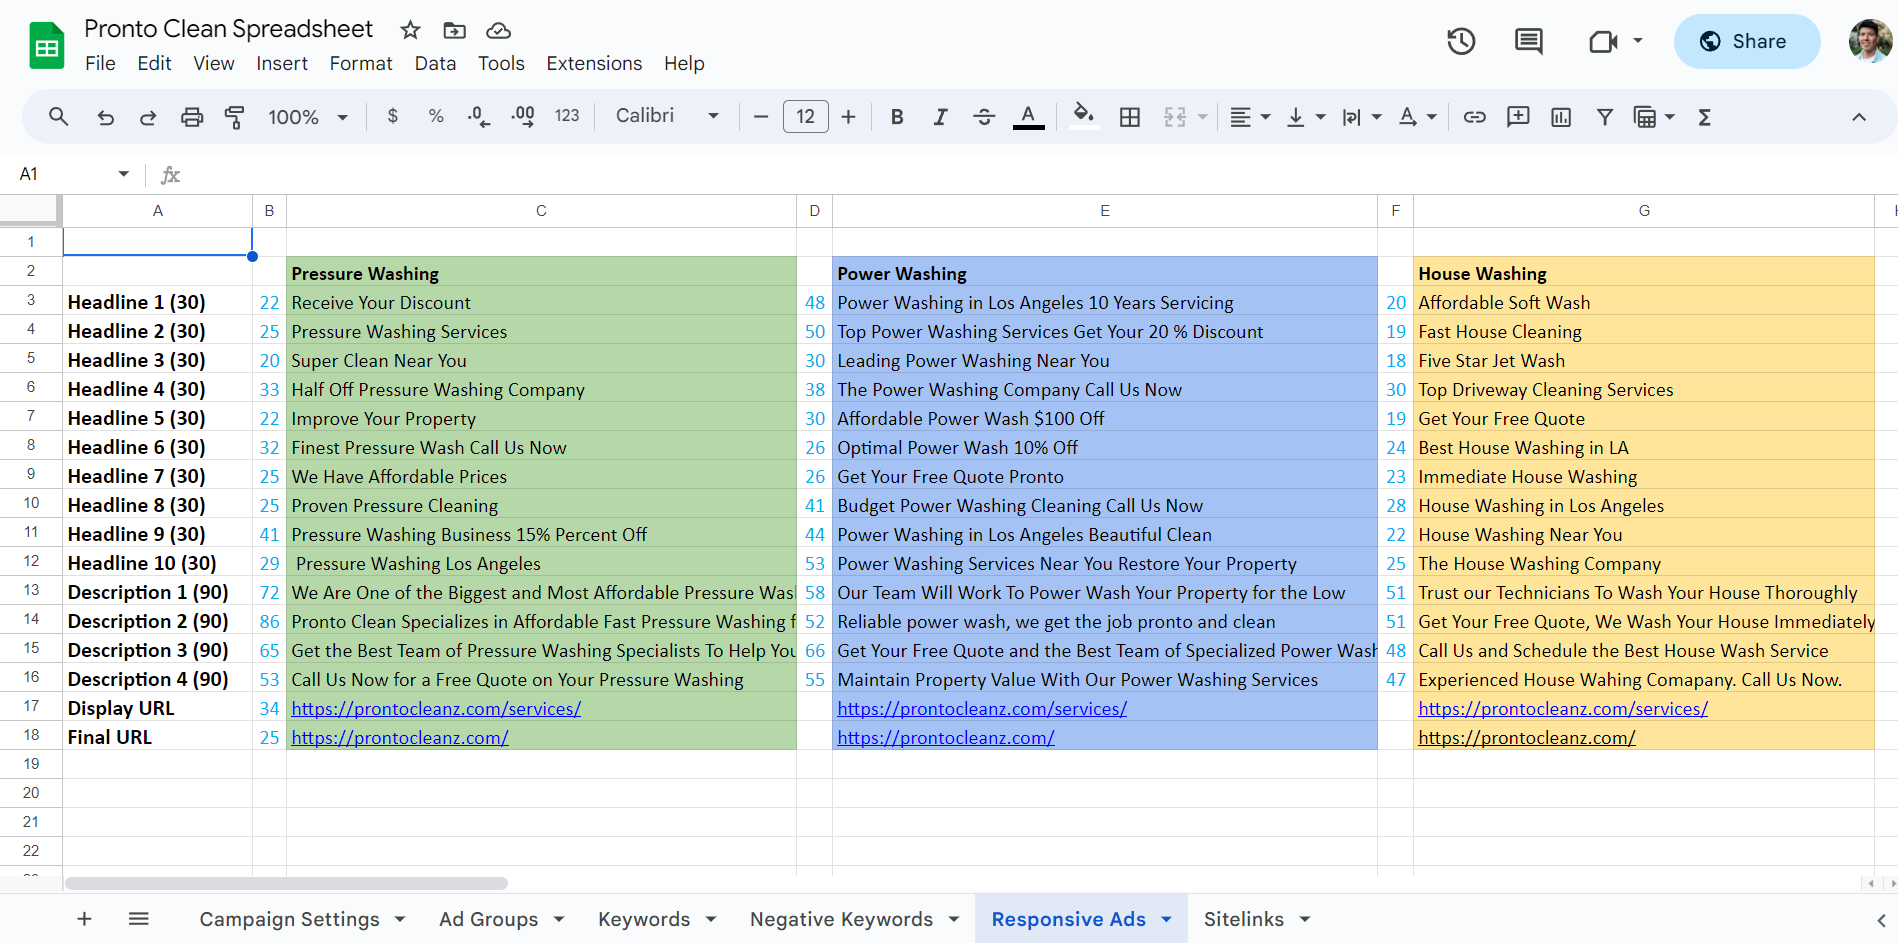 Pronto Clean Spreadsheet
File Edit View Insert Format Data Tools Extensions Help
Share
100% $ % .0 .00 123 Calibri 12 B I S A
A1 fx
A B C D E F G
1
2 Pressure Washing Power Washing House Washing
3 Headline 1 (30) 22 Receive Your Discount 48 Power Washing in Los Angeles 10 Years Servicing 20 Affordable Soft Wash
4 Headline 2 (30) 25 Pressure Washing Services 50 Top Power Washing Services Get Your 20 % Discount 19 Fast House Cleaning
5 Headline 3 (30) 20 Super Clean Near You 30 Leading Power Washing Near You 18 Five Star Jet Wash
6 Headline 4 (30) 33 Half Off Pressure Washing Company 38 The Power Washing Company Call Us Now 30 Top Driveway Cleaning Services
7 Headline 5 (30) 22 Improve Your Property 30 Affordable Power Wash $100 Off 19 Get Your Free Quote
8 Headline 6 (30) 32 Finest Pressure Wash Call Us Now 26 Optimal Power Wash 10% Off 24 Best House Washing in LA
9 Headline 7 (30) 25 We Have Affordable Prices 26 Get Your Free Quote Pronto 23 Immediate House Washing
10 Headline 8 (30) 25 Proven Pressure Cleaning 41 Budget Power Washing Cleaning Call Us Now 28 House Washing in Los Angeles
11 Headline 9 (30) 41 Pressure Washing Business 15% Percent Off 44 Power Washing in Los Angeles Beautiful Clean 22 House Washing Near You
12 Headline 10 (30) 29 Pressure Washing Los Angeles 53 Power Washing Services Near You Restore Your Property 25 The House Washing Company
13 Description 1 (90) 72 We Are One of the Biggest and Most Affordable Pressure Was 58 Our Team Will Work To Power Wash Your Property for the Low 51 Trust our Technicians To Wash Your House Thoroughly
14 Description 2 (90) 86 Pronto Clean Specializes in Affordable Fast Pressure Washing f 52 Reliable power wash, we get the job pronto and clean 51 Get Your Free Quote, We Wash Your House Immediately
15 Description 3 (90) 65 Get the Best Team of Pressure Washing Specialists To Help You 66 Get Your Free Quote and the Best Team of Specialized Power Wash 48 Call Us and Schedule the Best House Wash Service
16 Description 4 (90) 53 Call Us Now for a Free Quote on Your Pressure Washing 55 Maintain Property Value With Our Power Washing Services 47 Experienced House Wahing Comapany. Call Us Now.
17 Display URL 34 https://prontocleanz.com/services/ https://prontocleanz.com/services/ https://prontocleanz.com/services/
18 Final URL 25 https://prontocleanz.com/ https://prontocleanz.com/ https://prontocleanz.com/
19
20
21
22
Campaign Settings Ad Groups Keywords Negative Keywords Responsive Ads Sitelinks